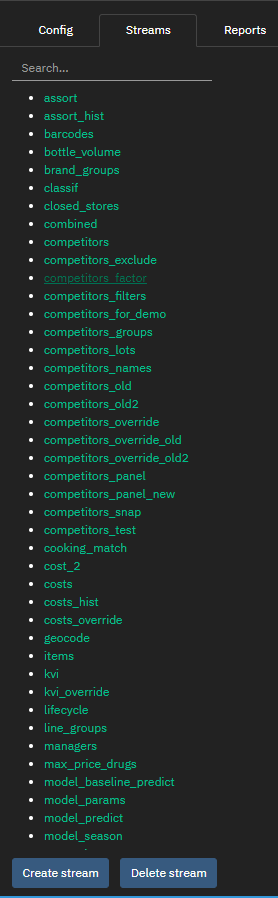 Config Streams Reports
Search...
assort
assort_hist
barcodes
bottle_volume
brand_groups
classif
closed_stores
combined
competitors
competitors_exclude
competitors_factor
competitors_filters
competitors_for_demo
competitors_groups
competitors_lots
competitors_names
competitors_old
competitors_old2
competitors_override
competitors_override_old
competitors_override_old2
competitors_panel
competitors_panel_new
competitors_snap
competitors_test
cooking_match
cost_2
costs
costs_hist
costs_override
geocode
items
kvi
kvi_override
lifecycle
line_groups
managers
max_price_drugs
model_baseline_predict
model_params
model_predict
model_season
Create stream Delete stream